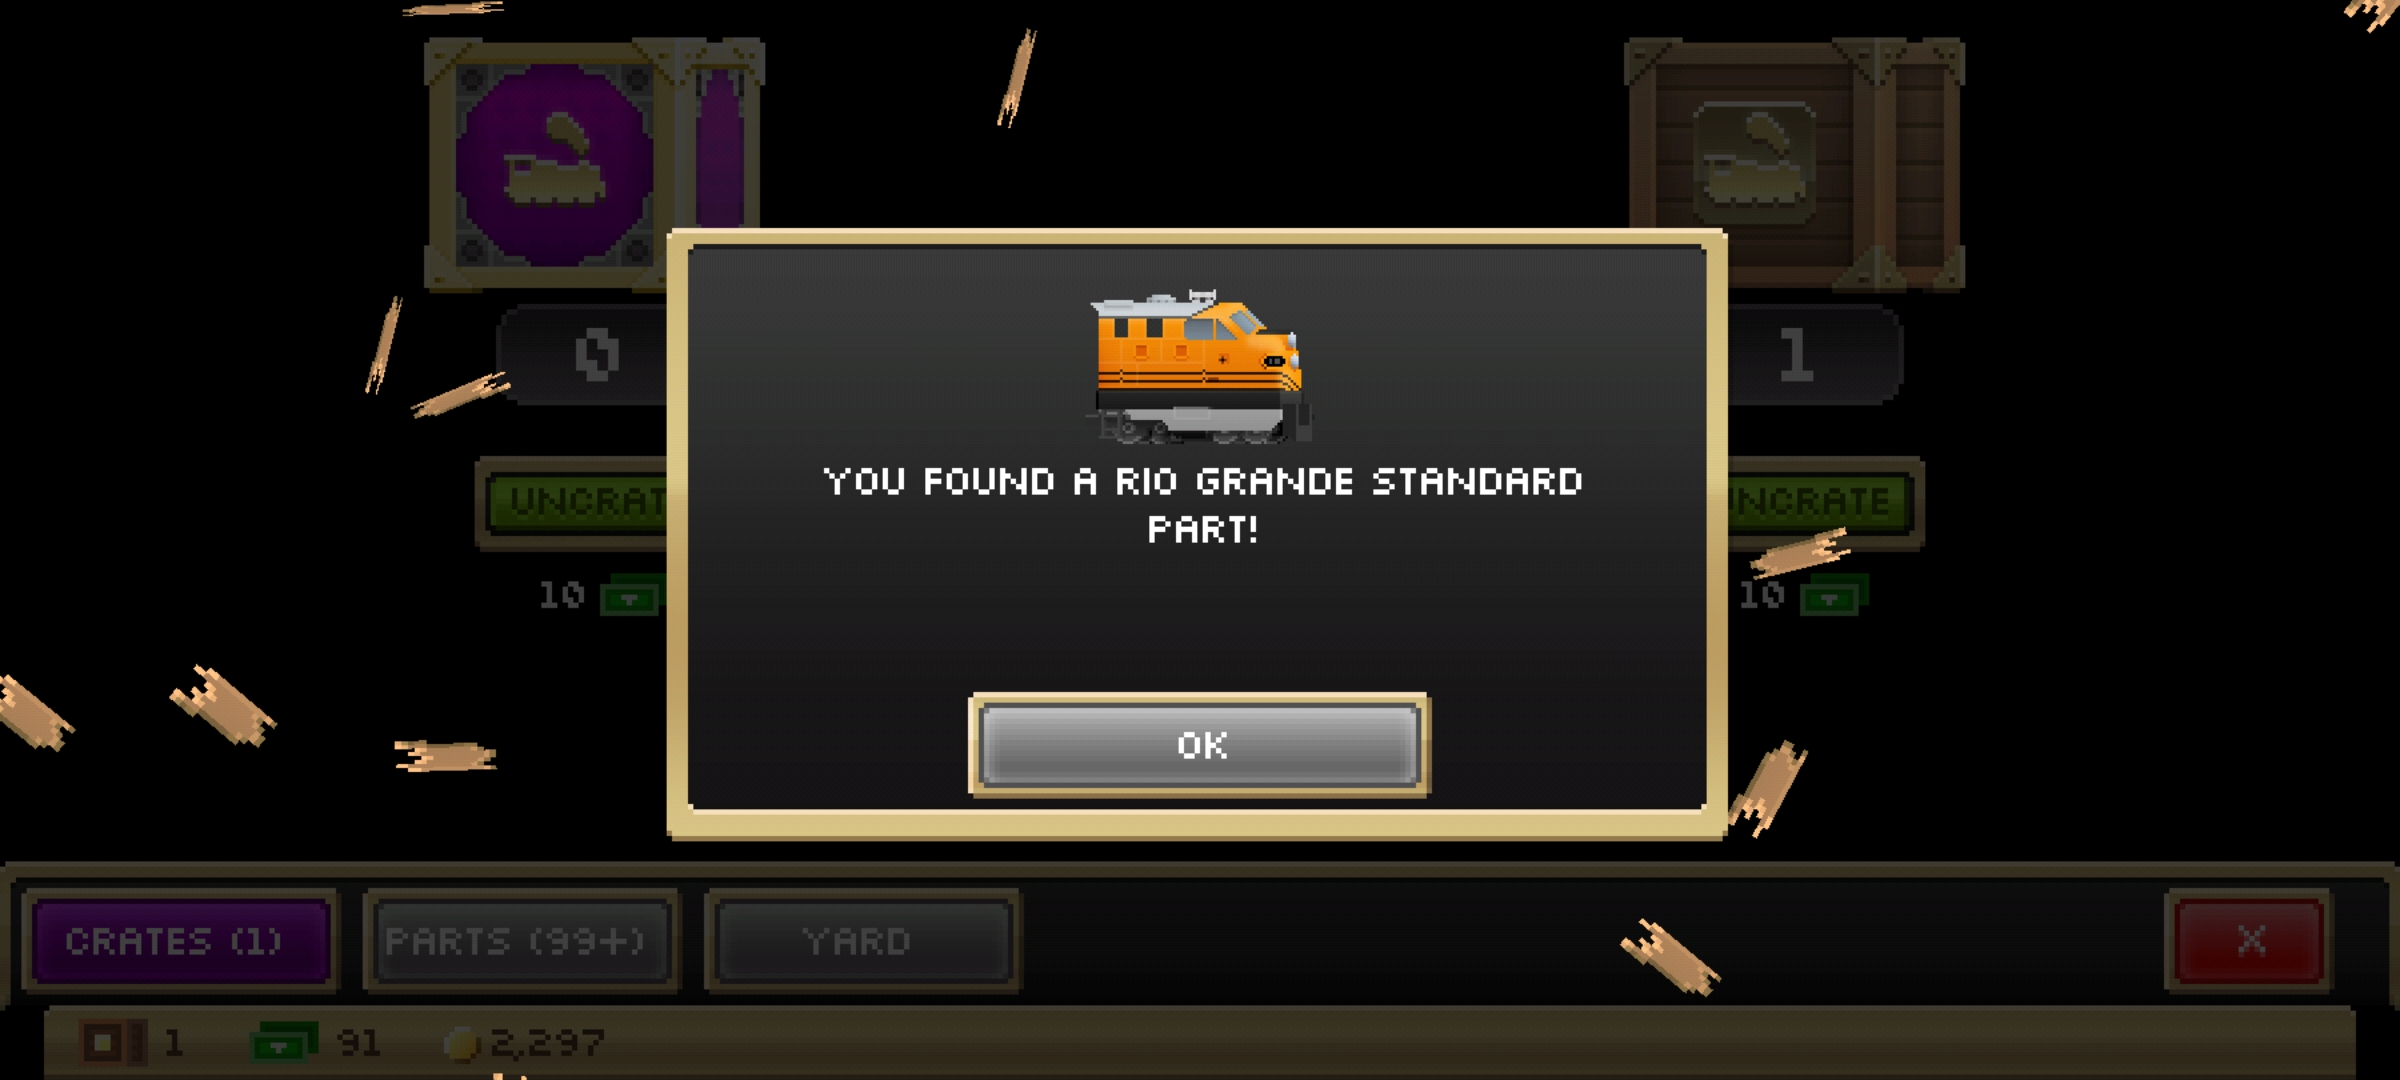 0
1
YOU FOUND A RIO GRANDE STANDARD
PART!
UNCRAT
NCRATE
10
10
OK
CRATES (1)
PARTS (99+)
YARD
X
1
91
2,297